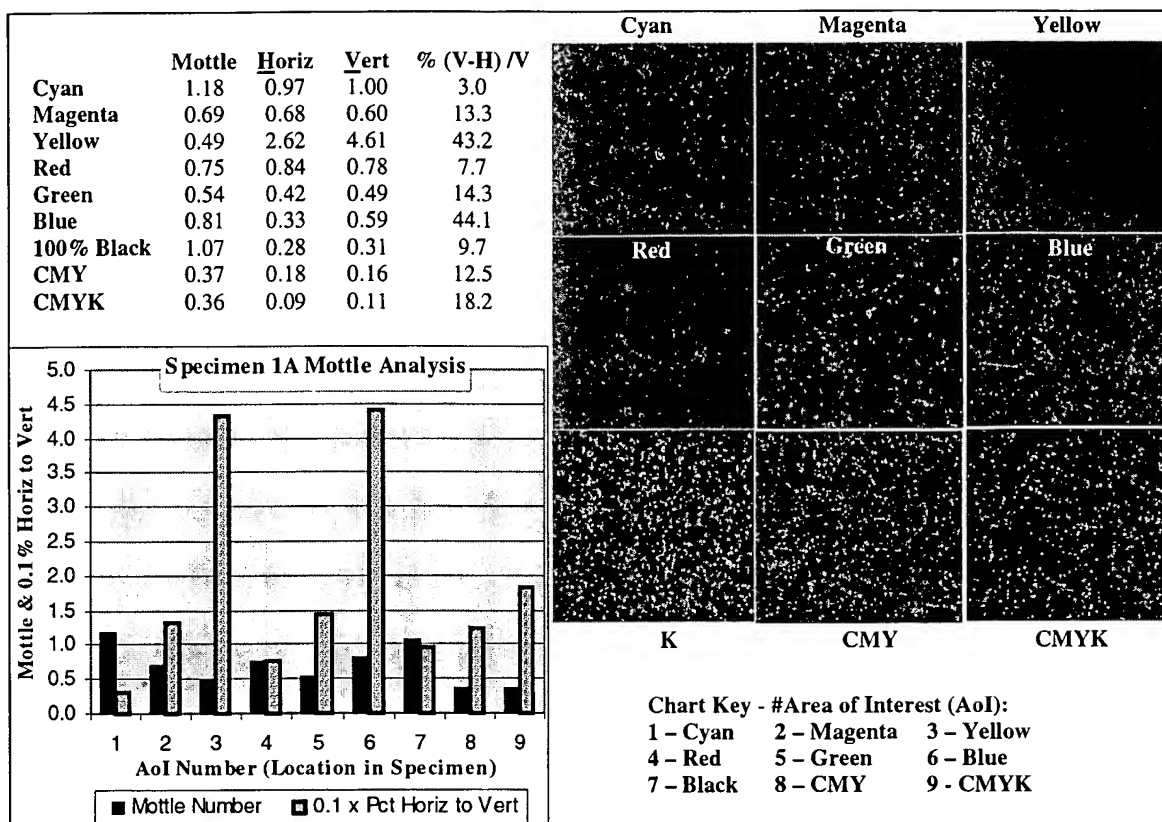 Mottle Horiz Vert % (V-H) /V
Cyan 1.18 0.97 1.00 3.0
Magenta 0.69 0.68 0.60 13.3
Yellow 0.49 2.62 4.61 43.2
Red 0.75 0.84 0.78 7.7
Green 0.54 0.42 0.49 14.3
Blue 0.81 0.33 0.59 44.1
100% Black 1.07 0.28 0.31 9.7
CMY 0.37 0.18 0.16 12.5
CMYK 0.36 0.09 0.11 18.2
Cyan Magenta Yellow
Red Green Blue
K CMY CMYK
Specimen 1A Mottle Analysis
Mottle & 0.1% Horiz to Vert
5.0
4.5
4.0
3.5
3.0
2.5
2.0
1.5
1.0
0.5
0.0
1 2 3 4 5 6 7 8 9
AoI Number (Location in Specimen)
Mottle Number 0.1 x Pct Horiz to Vert
Chart Key - #Area of Interest (AoI):
1 – Cyan 2 – Magenta 3 – Yellow
4 – Red 5 – Green 6 – Blue
7 – Black 8 – CMY 9 - CMYK